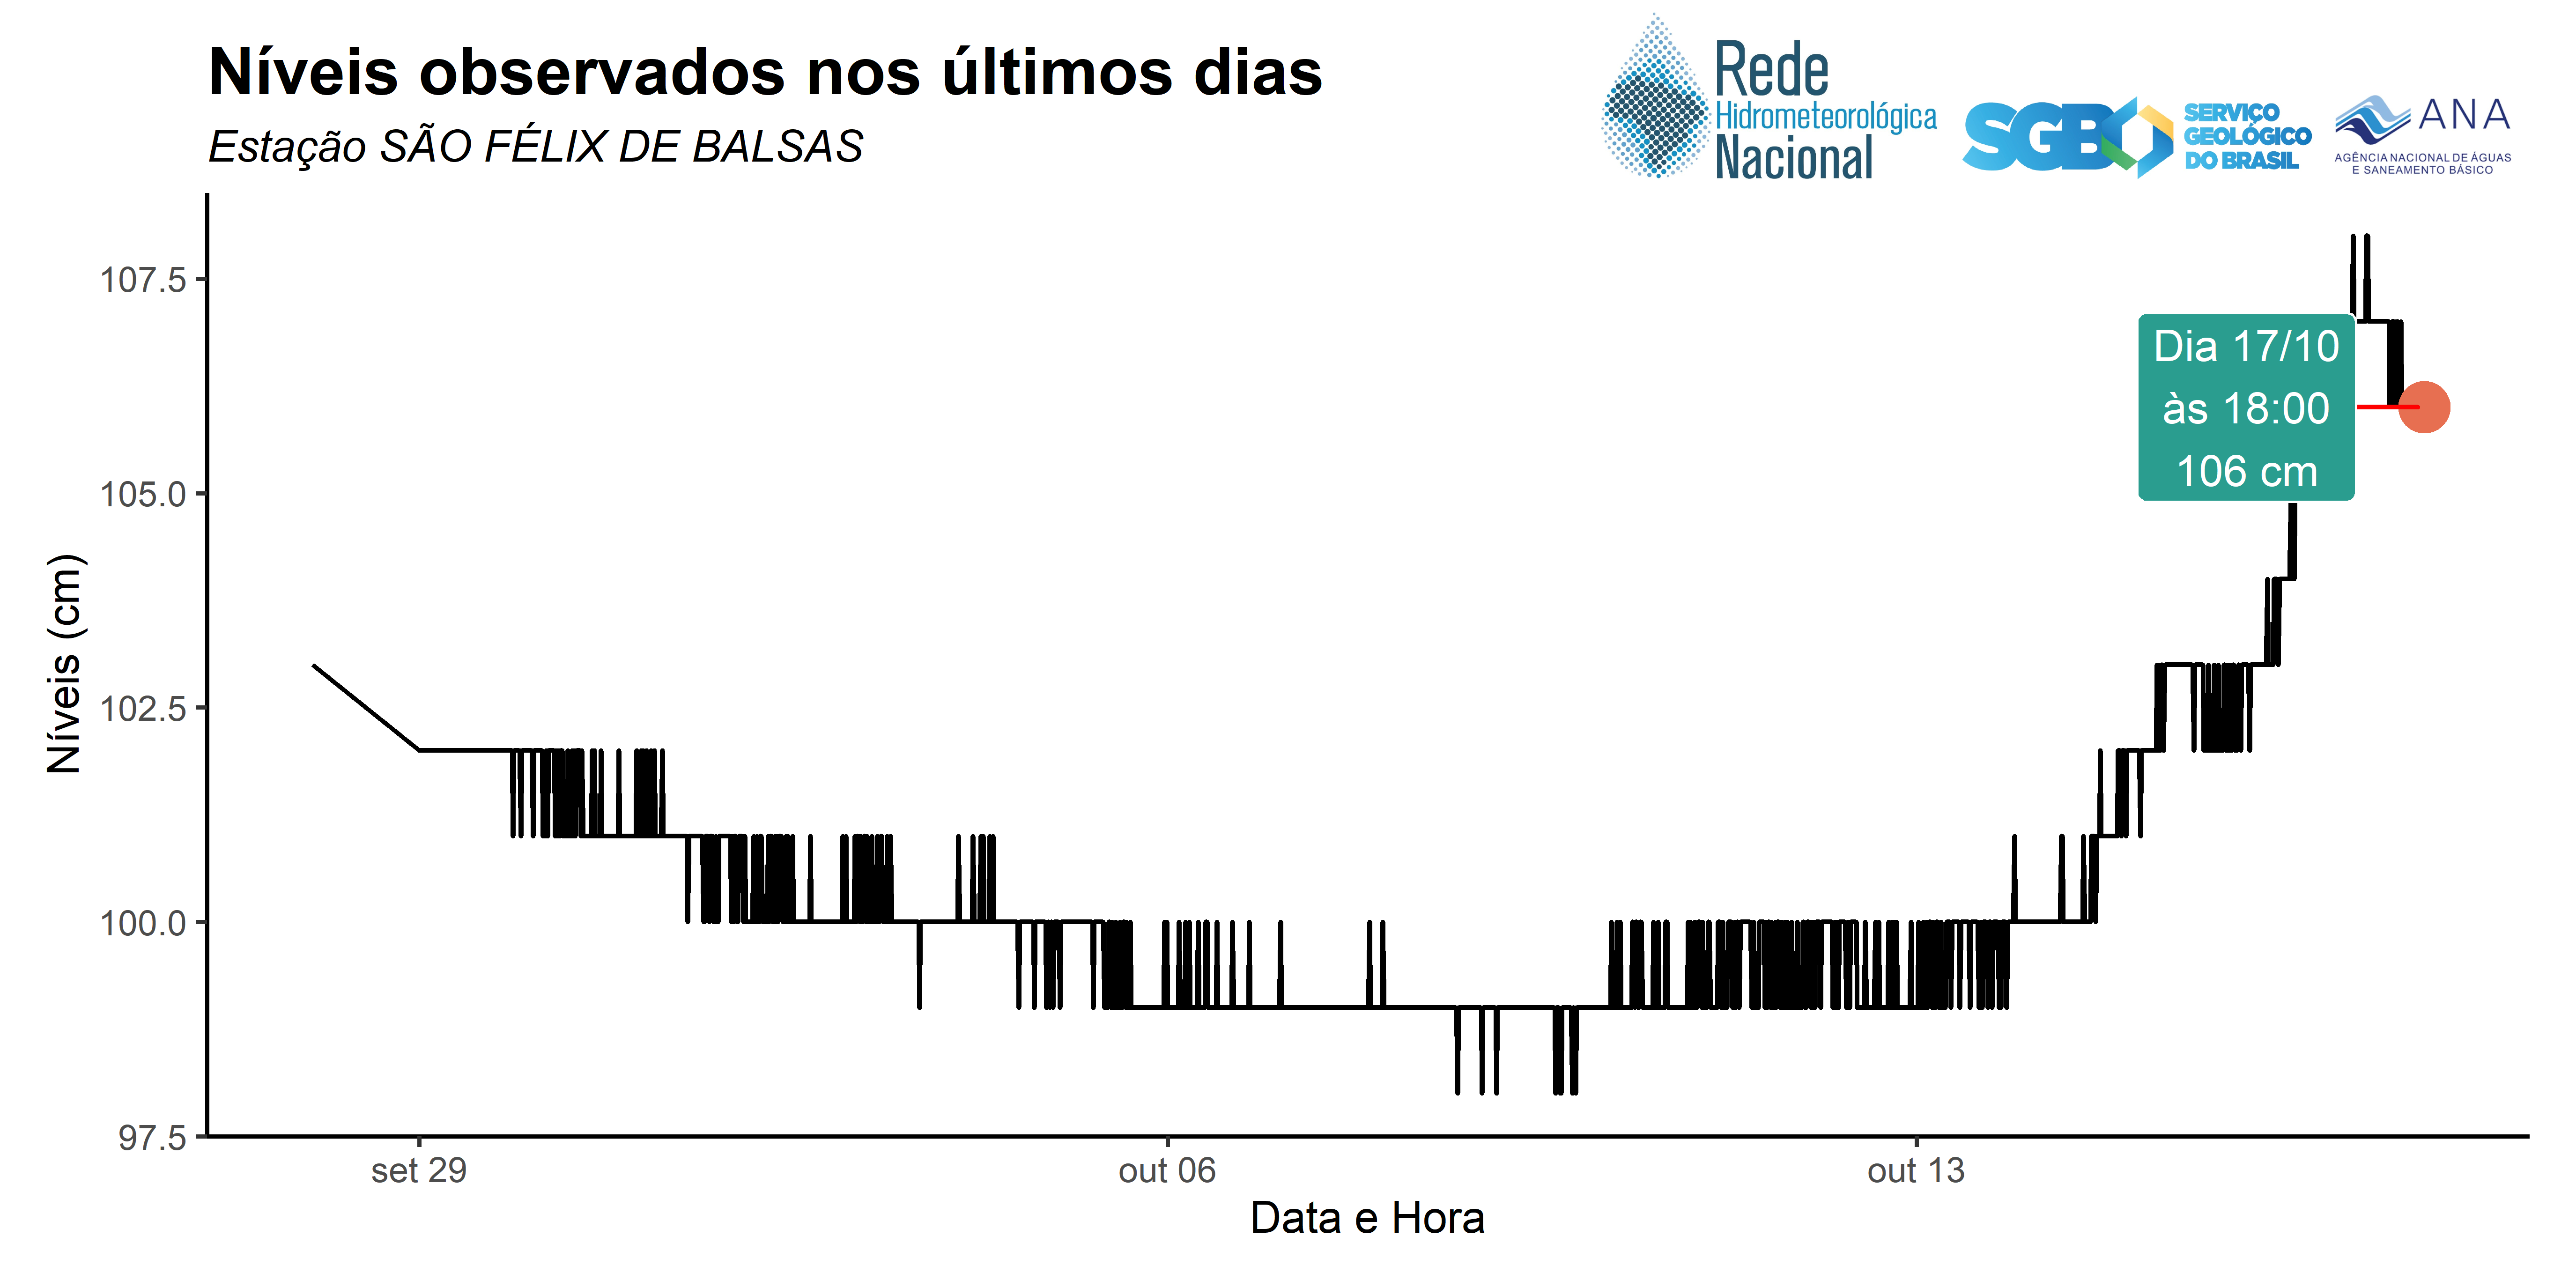 Níveis observados nos últimos dias
Estação SÃO FÉLIX DE BALSAS
Rede
Hidrometeorológica
Nacional
SGB
SERVIÇO
GEOLÓGICO
DO BRASIL
ANA
AGÊNCIA NACIONAL DE ÁGUAS
E SANEAMENTO BÁSICO
Níveis (cm)
107.5
105.0
102.5
100.0
97.5
Dia 17/10
às 18:00
106 cm
set 29
out 06
out 13
Data e Hora